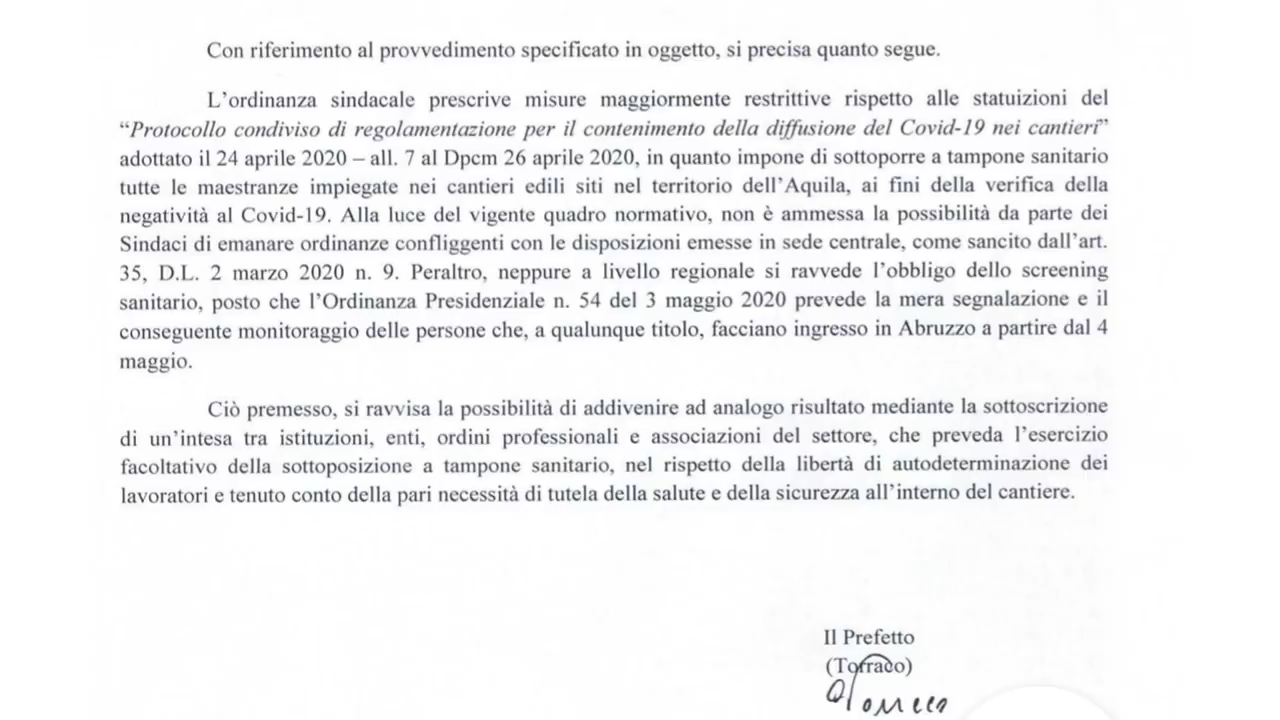 Con riferimento al provvedimento specificato in oggetto, si precisa quanto segue.
L'ordinanza sindacale prescrive misure maggiormente restrittive rispetto alle statuizioni del
“Protocollo condiviso di regolamentazione per il contenimento della diffusione del Covid-19 nei cantieri”
adottato il 24 aprile 2020 – all. 7 al Dpcm 26 aprile 2020, in quanto impone di sottoporre a tampone sanitario
tutte le maestranze impiegate nei cantieri edili siti nel territorio dell'Aquila, ai fini della verifica della
negatività al Covid-19. Alla luce del vigente quadro normativo, non è ammessa la possibilità da parte dei
Sindaci di emanare ordinanze confliggenti con le disposizioni emesse in sede centrale, come sancito dall'art.
35, D.L. 2 marzo 2020 n. 9. Peraltro, neppure a livello regionale si ravvede l'obbligo dello screening
sanitario, posto che l'Ordinanza Presidenziale n. 54 del 3 maggio 2020 prevede la mera segnalazione e il
conseguente monitoraggio delle persone che, a qualunque titolo, facciano ingresso in Abruzzo a partire dal 4
maggio.
Ciò premesso, si ravvisa la possibilità di addivenire ad analogo risultato mediante la sottoscrizione
di un'intesa tra istituzioni, enti, ordini professionali e associazioni del settore, che preveda l'esercizio
facoltativo della sottoposizione a tampone sanitario, nel rispetto della libertà di autodeterminazione dei
lavoratori e tenuto conto della pari necessità di tutela della salute e della sicurezza all'interno del cantiere.
Il Prefetto
(Torraco)